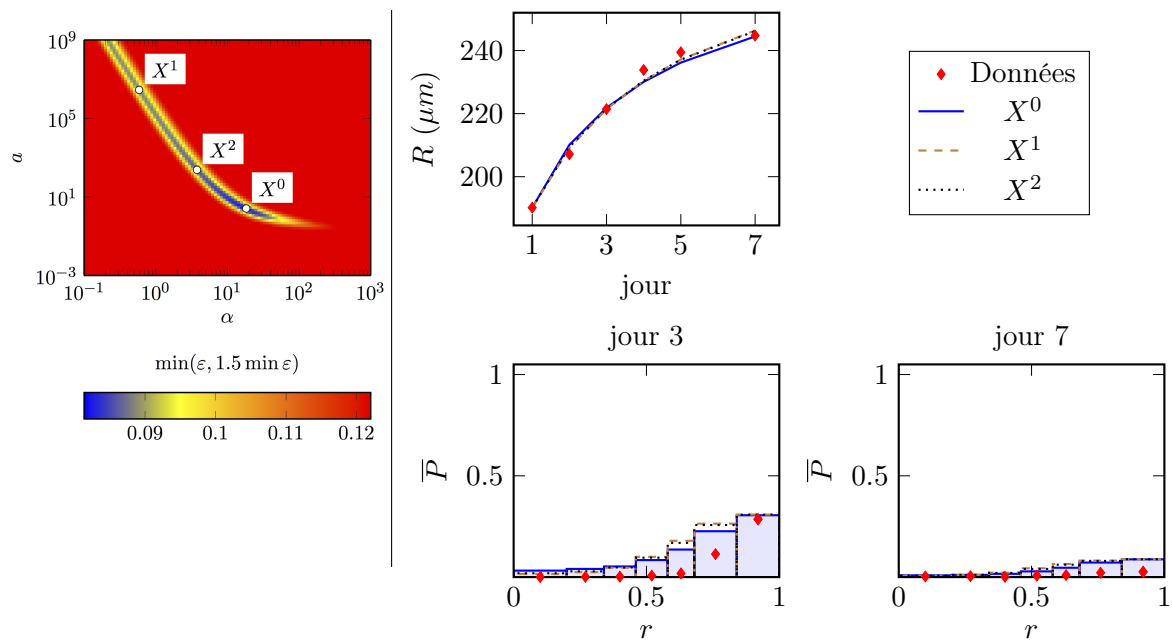 10^9
10^5
10^1
10^{-3}
a
X^1
X^2
X^0
10^{-1} 10^0 10^1 10^2 10^3
α
min(ε, 1.5 min ε)
0.09 0.1 0.11 0.12
240
220
200
R (μm)
1 3 5 7
jour
Données
X^0
X^1
X^2
jour 3
1
0.5
P̅
0 0.5 1
r
jour 7
1
0.5
P̅
0 0.5 1
r